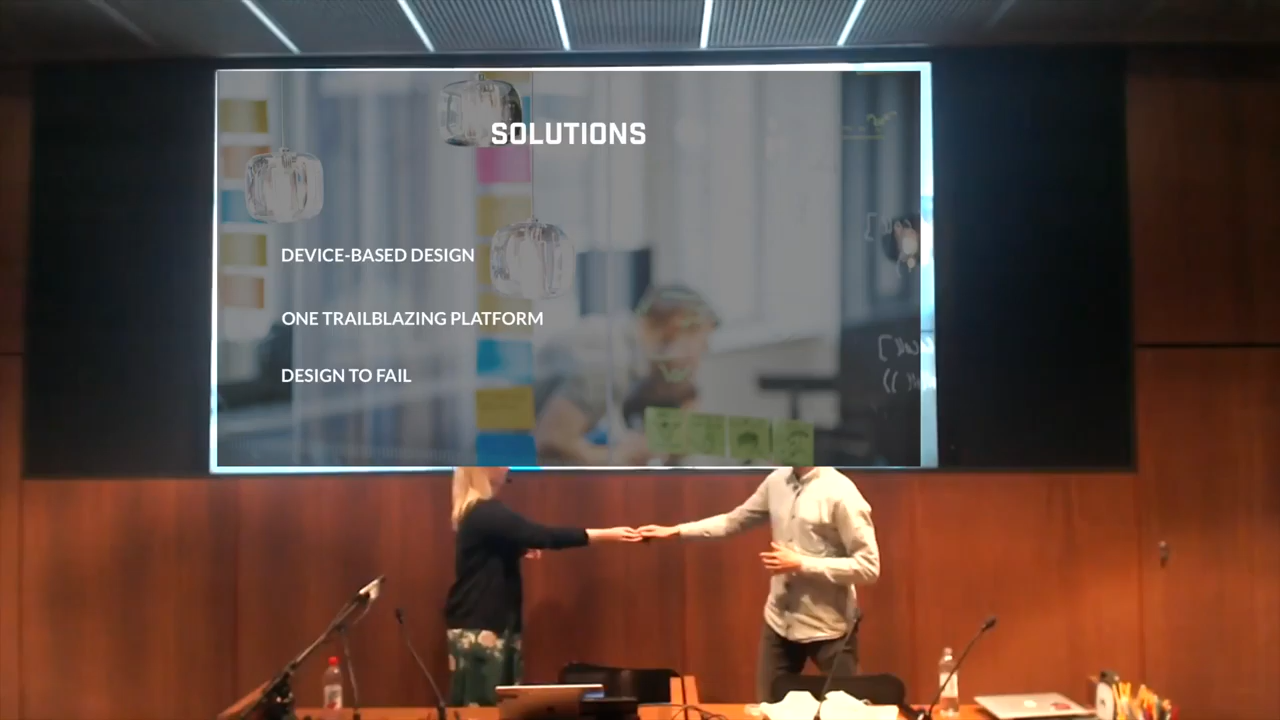 SOLUTIONS
DEVICE-BASED DESIGN
ONE TRAILBLAZING PLATFORM
DESIGN TO FAIL